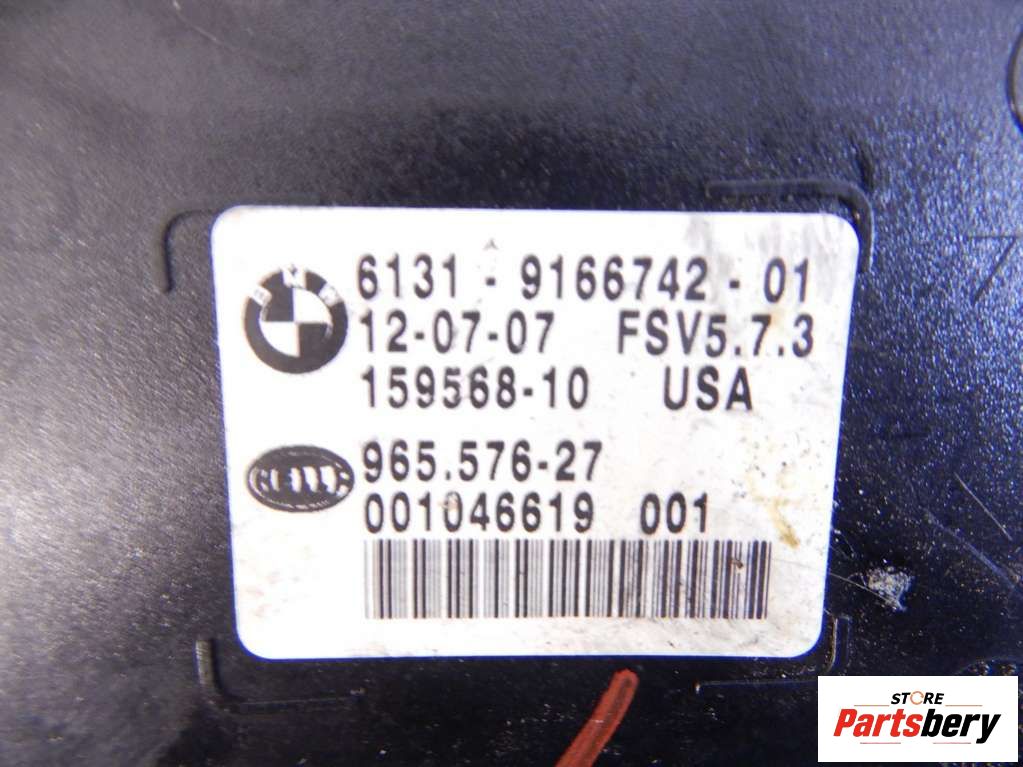 BMW
6131 - 9166742 - 01
12-07-07 FSV5.7.3
159568-10 USA
965.576-27
001046619 001
STORE
Partsbery